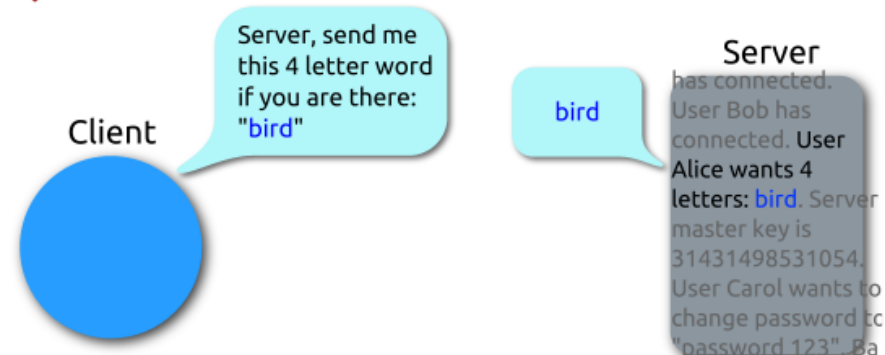 Server, send me
this 4 letter word
if you are there:
"bird"
Client
bird
Server
has connected.
User Bob has
connected. User
Alice wants 4
letters: bird. Server
master key is
31431498531054.
User Carol wants to
change password to
"password 123". Ba